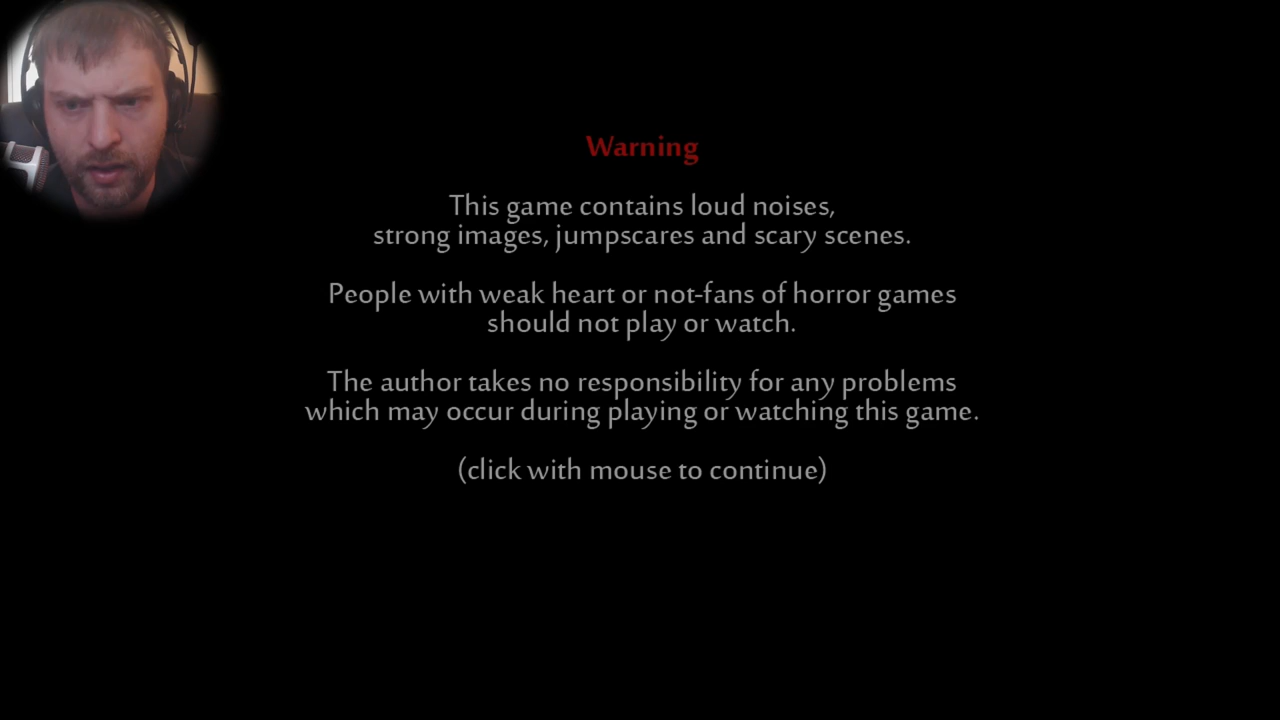 Warning
This game contains loud noises,
strong images, jumpscares and scary scenes.
People with weak heart or not-fans of horror games
should not play or watch.
The author takes no responsibility for any problems
which may occur during playing or watching this game.
(click with mouse to continue)